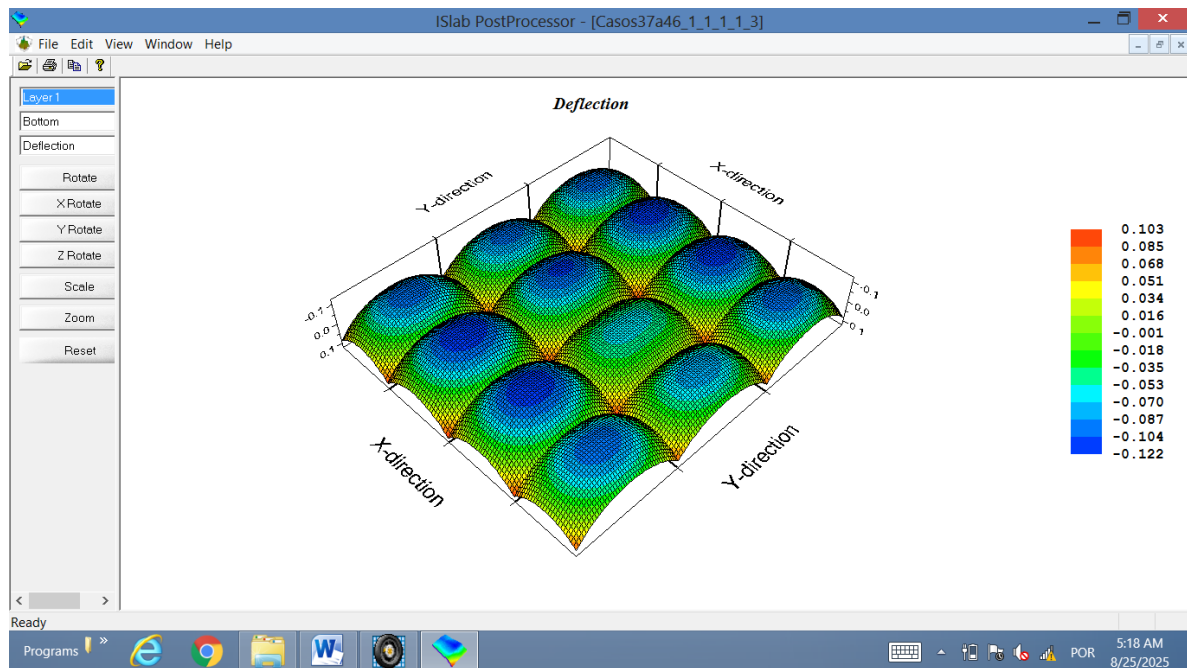 ISlab PostProcessor - [Casos37a46_1_1_1_1_3]
File Edit View Window Help
Layer 1
Bottom
Deflection
Rotate
X Rotate
Y Rotate
Z Rotate
Scale
Zoom
Reset
Deflection
Y-direction
X-direction
-0.1
0.0
0.1
-0.1
0.0
0.1
X-direction
Y-direction
0.103
0.085
0.068
0.051
0.034
0.016
-0.001
-0.018
-0.035
-0.053
-0.070
-0.087
-0.104
-0.122
Ready
Programs
POR
5:18 AM
8/25/2025